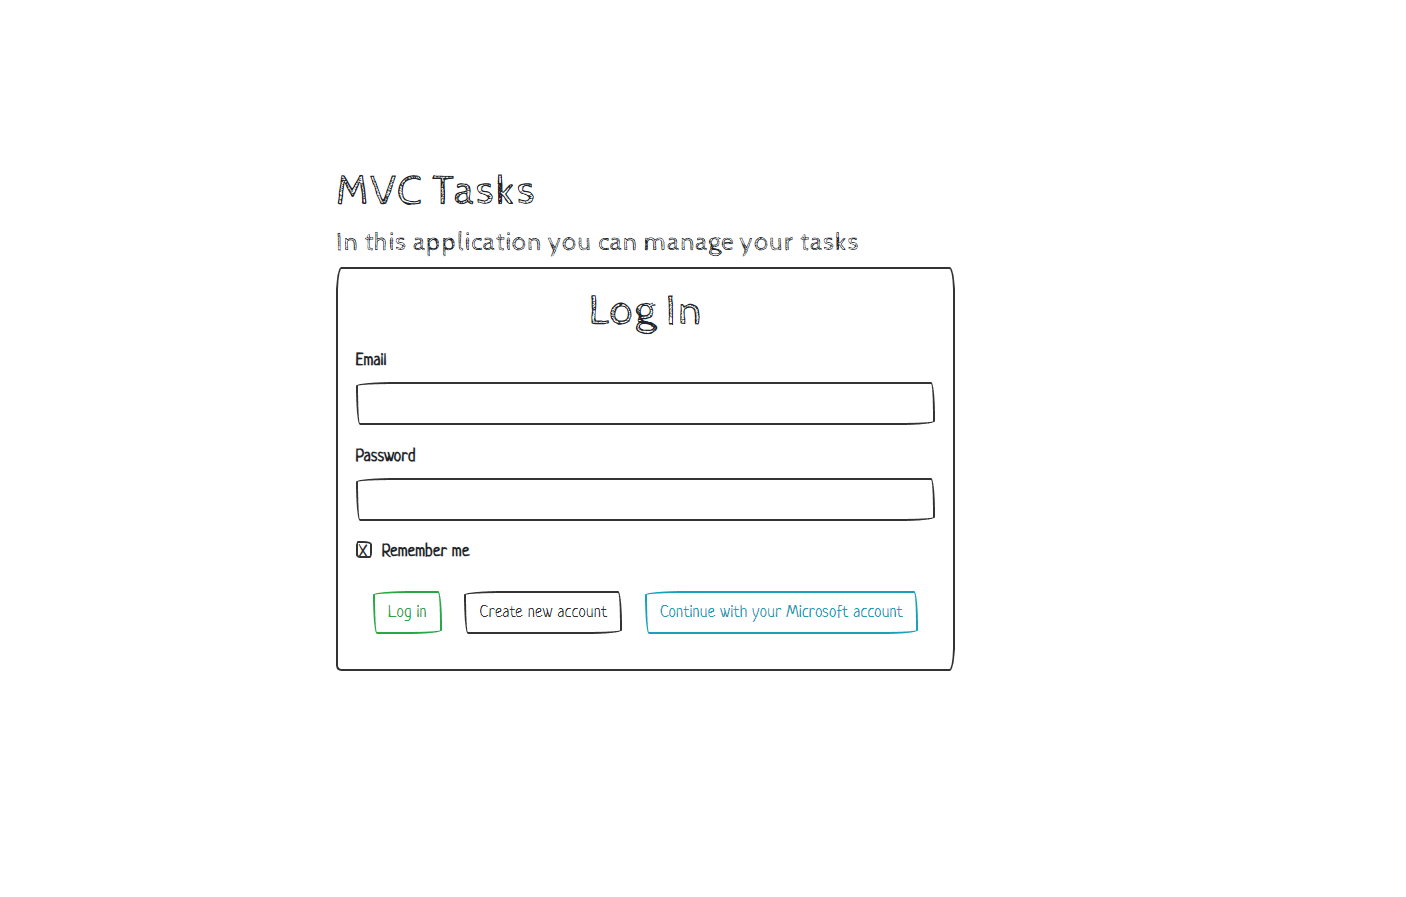 MVC Tasks
In this application you can manage your tasks
Log In
Email
Password
Remember me
Log in
Create new account
Continue with your Microsoft account